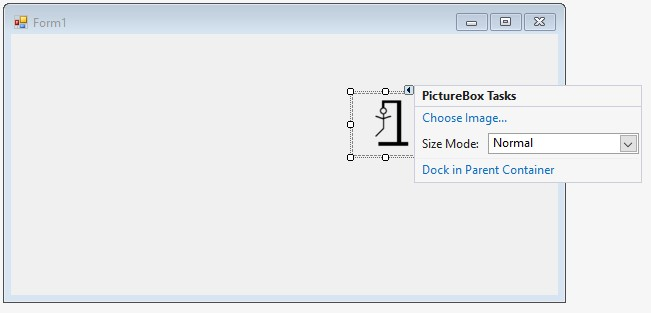 Form1
PictureBox Tasks
Choose Image...
Size Mode: Normal
Dock in Parent Container